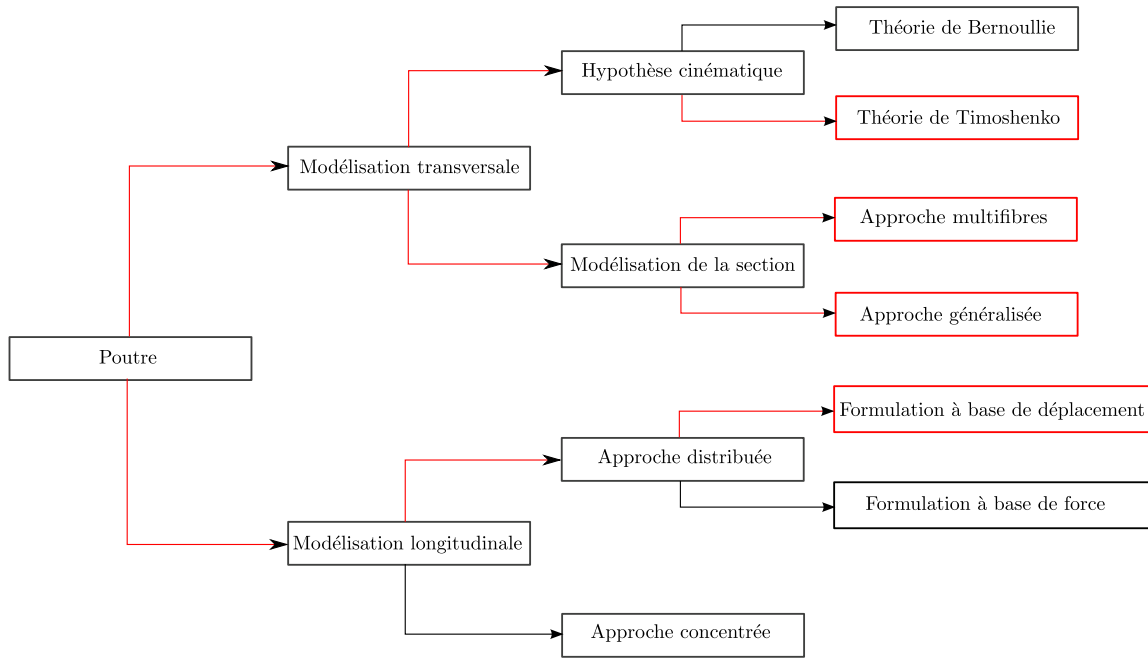 Théorie de Bernoullie
Hypothèse cinématique
Théorie de Timoshenko
Modélisation transversale
Approche multifibres
Modélisation de la section
Approche généralisée
Poutre
Formulation à base de déplacement
Approche distribuée
Formulation à base de force
Modélisation longitudinale
Approche concentrée